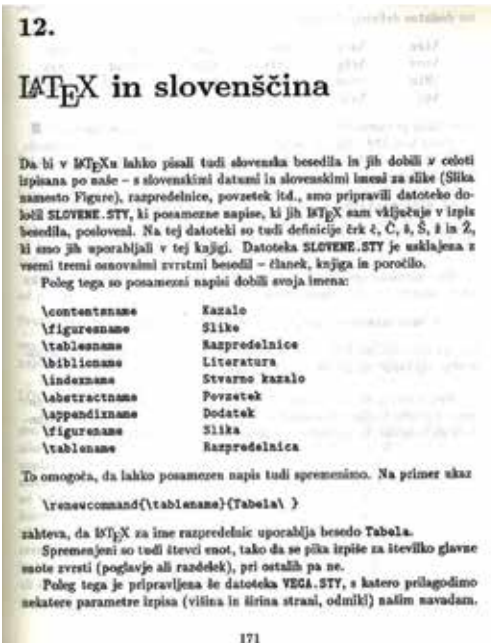 12.
LATEX in slovenščina
Da bi v LATEXu lahko pisali tudi slovenska besedila in jih dobili v celoti
izpisana po naše – s slovenskimi datumi in slovenskimi imeni za slike (Slika
namesto Figure), razpredelnice, povzetek itd., smo pripravili datoteko do-
ločil SLOVENE.STY, ki posamezne napise, ki jih LATEX sam vključuje v izpis
besedila, posloveni. Na tej datoteki so tudi definicije črk č, Č, š, Š, ž in Ž,
ki smo jih uporabljali v tej knjigi. Datoteka SLOVENE.STY je usklajena z
vsemi tremi osnovnimi zvrstmi besedil – članek, knjiga in poročilo.
Poleg tega so posamezni napisi dobili svoja imena:
\contentsname Kazalo
\figuresname Slike
\tablesname Razpredelnice
\biblioname Literatura
\indexname Stvarno kazalo
\abstractname Povzetek
\appendixname Dodatek
\figurename Slika
\tablename Razpredelnica
To omogoča, da lahko posamezen napis tudi spremenimo. Na primer ukaz
\renewcommand{\tablename}{Tabela\ }
zahteva, da LATEX za ime razpredelnic uporablja besedo Tabela.
Spremenjeni so tudi števci enot, tako da se pika izpiše za številko glavne
enote zvrsti (poglavje ali razdelek), pri ostalih pa ne.
Poleg tega je pripravljena še datoteka VEGA.STY, s katero prilagodimo
nekatere parametre izpisa (višina in širina strani, odmiki) našim navadam.
171